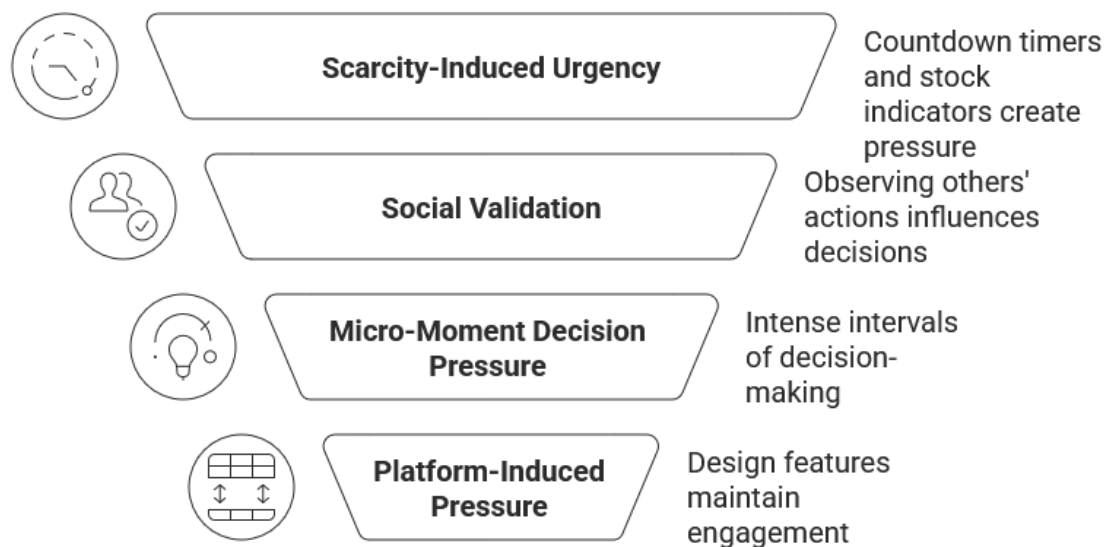 Scarcity-Induced Urgency
Countdown timers
and stock
indicators create
pressure
Social Validation
Observing others'
actions influences
decisions
Micro-Moment Decision
Pressure
Intense intervals
of decision-
making
Platform-Induced
Pressure
Design features
maintain
engagement